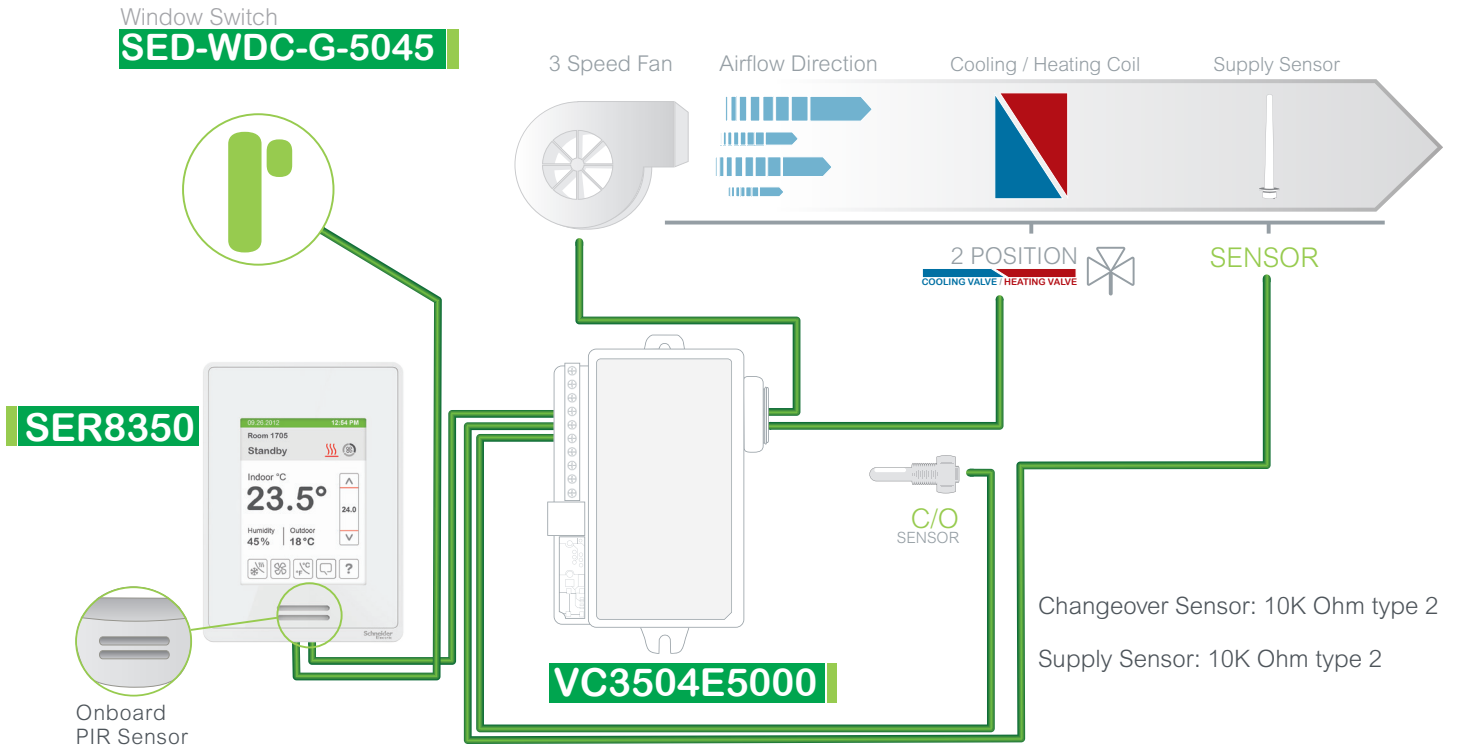 Window Switch
SED-WDC-G-5045
3 Speed Fan
Airflow Direction
Cooling / Heating Coil
Supply Sensor
2 POSITION
COOLING VALVE / HEATING VALVE
SENSOR
SER8350
09.26.2012 12:54 PM
Room 1705
Standby
Indoor °C
23.5°
24.0
Humidity
45%
Outdoor
18°C
°F °C
?
Schneider
Electric
C/O
SENSOR
Changeover Sensor: 10K Ohm type 2
Supply Sensor: 10K Ohm type 2
VC3504E5000
Onboard
PIR Sensor